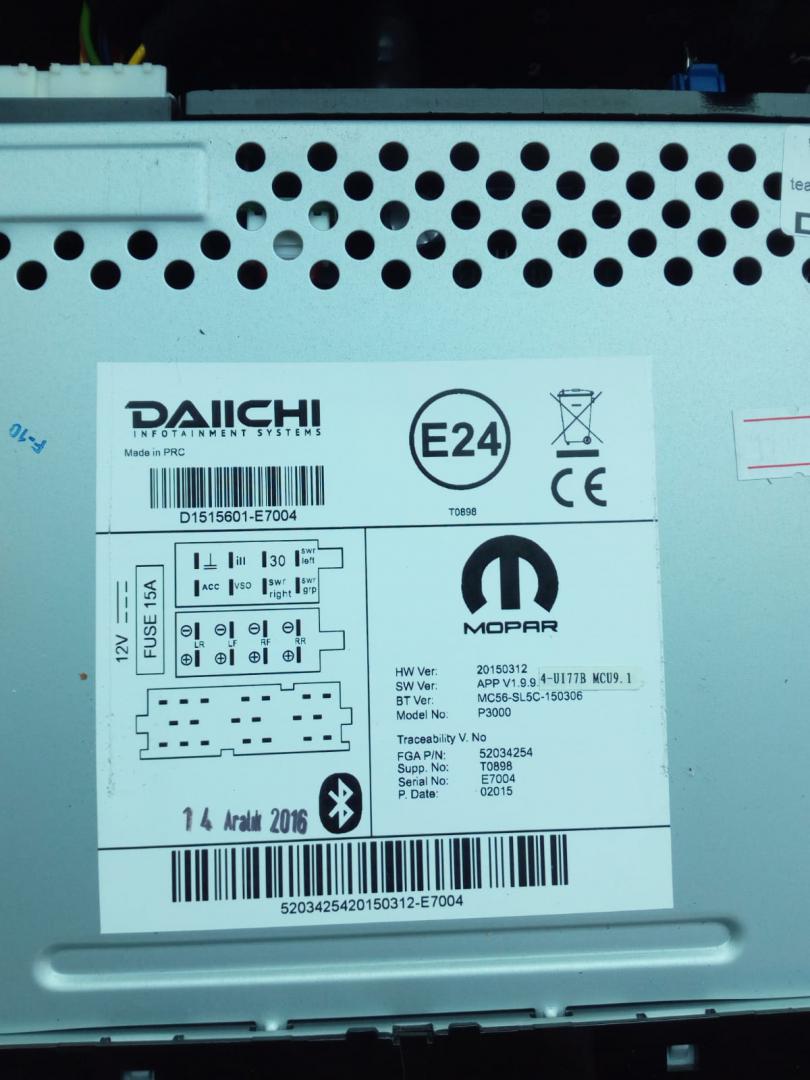 tea
F-10
DAIICHI
INFOTAINMENT SYSTEMS
Made in PRC
D1515601-E7004
E24
T0898
CE
12V
FUSE 15A
ill 30 swr left
ACC VSO swr right swr grp
LR LF RF RR
MOPAR
HW Ver: 20150312
SW Ver: APP V1.9.9. 4-U177B MCU9.1
BT Ver: MC56-SL5C-150306
Model No: P3000
Traceability V. No
FGA P/N: 52034254
Supp. No: T0898
Serial No: E7004
P. Date: 02015
14 Aralık 2016
5203425420150312-E7004